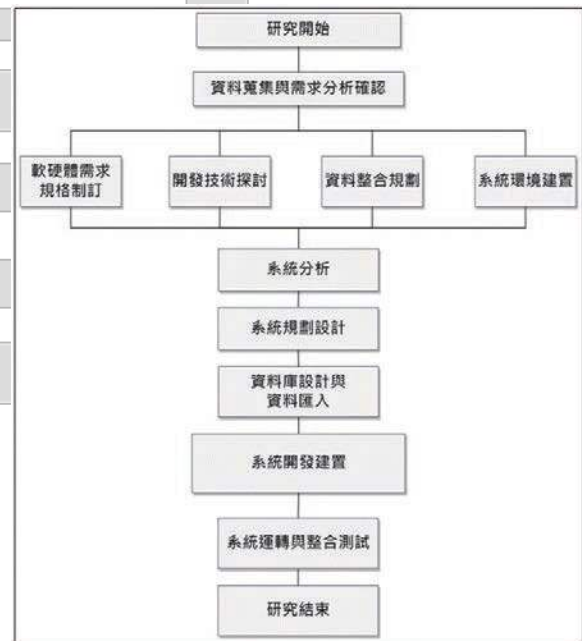 研究開始
資料蒐集與需求分析確認
軟硬體需求
規格制訂
開發技術探討
資料整合規劃
系統環境建置
系統分析
系統規劃設計
資料庫設計與
資料匯入
系統開發建置
系統運轉與整合測試
研究結束